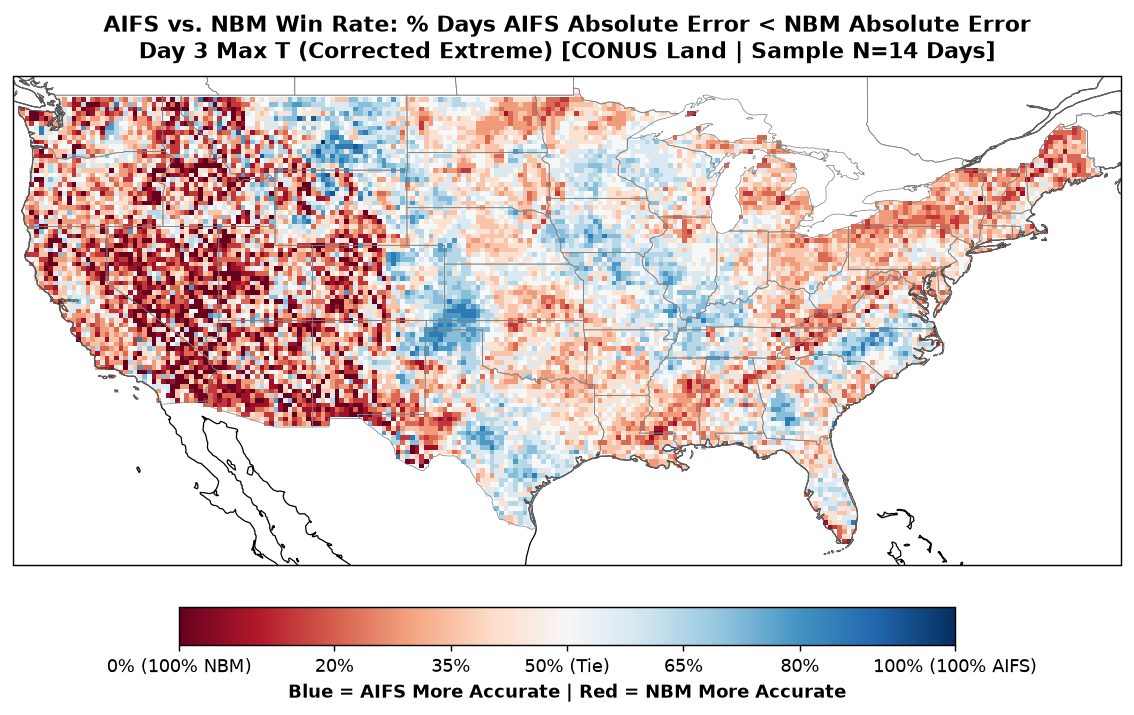 AIFS vs. NBM Win Rate: % Days AIFS Absolute Error < NBM Absolute Error
Day 3 Max T (Corrected Extreme) [CONUS Land | Sample N=14 Days]
0% (100% NBM) 20% 35% 50% (Tie) 65% 80% 100% (100% AIFS)
Blue = AIFS More Accurate | Red = NBM More Accurate